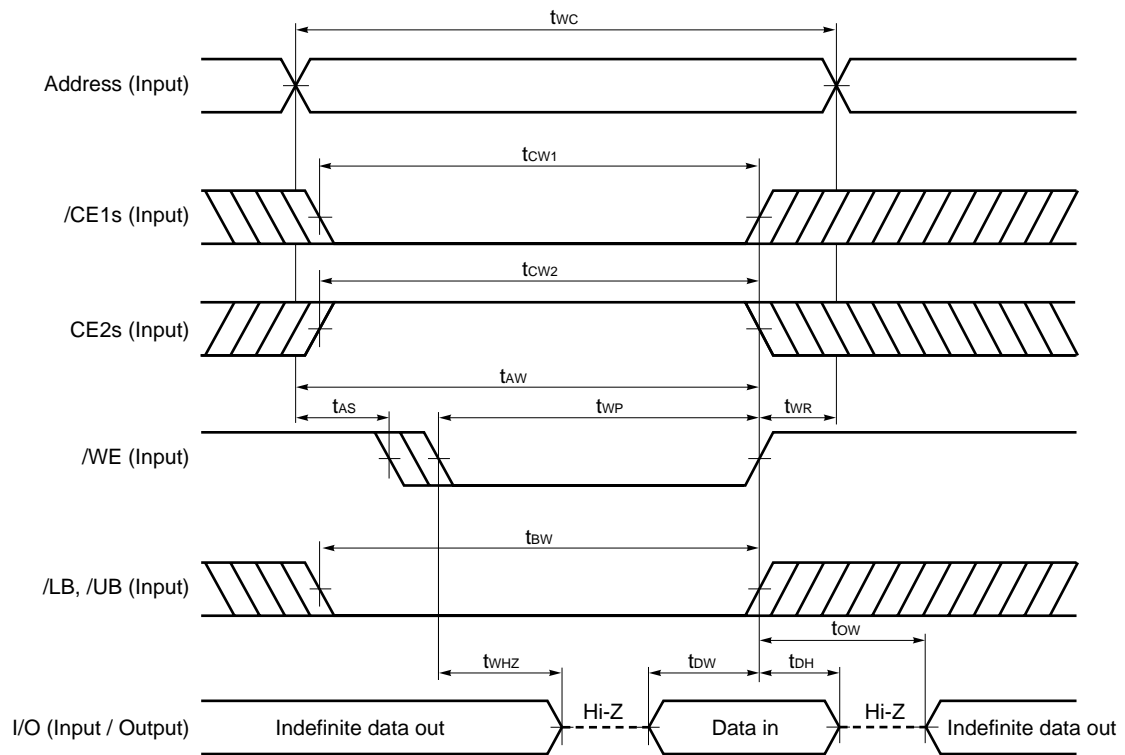 tWC
Address (Input)
tCW1
/CE1s (Input)
tCW2
CE2s (Input)
tAW
tAS
tWP
tWR
/WE (Input)
tBW
/LB, /UB (Input)
tOW
tWHZ
tDW
tDH
I/O (Input / Output)
Indefinite data out
Hi-Z
Data in
Hi-Z
Indefinite data out